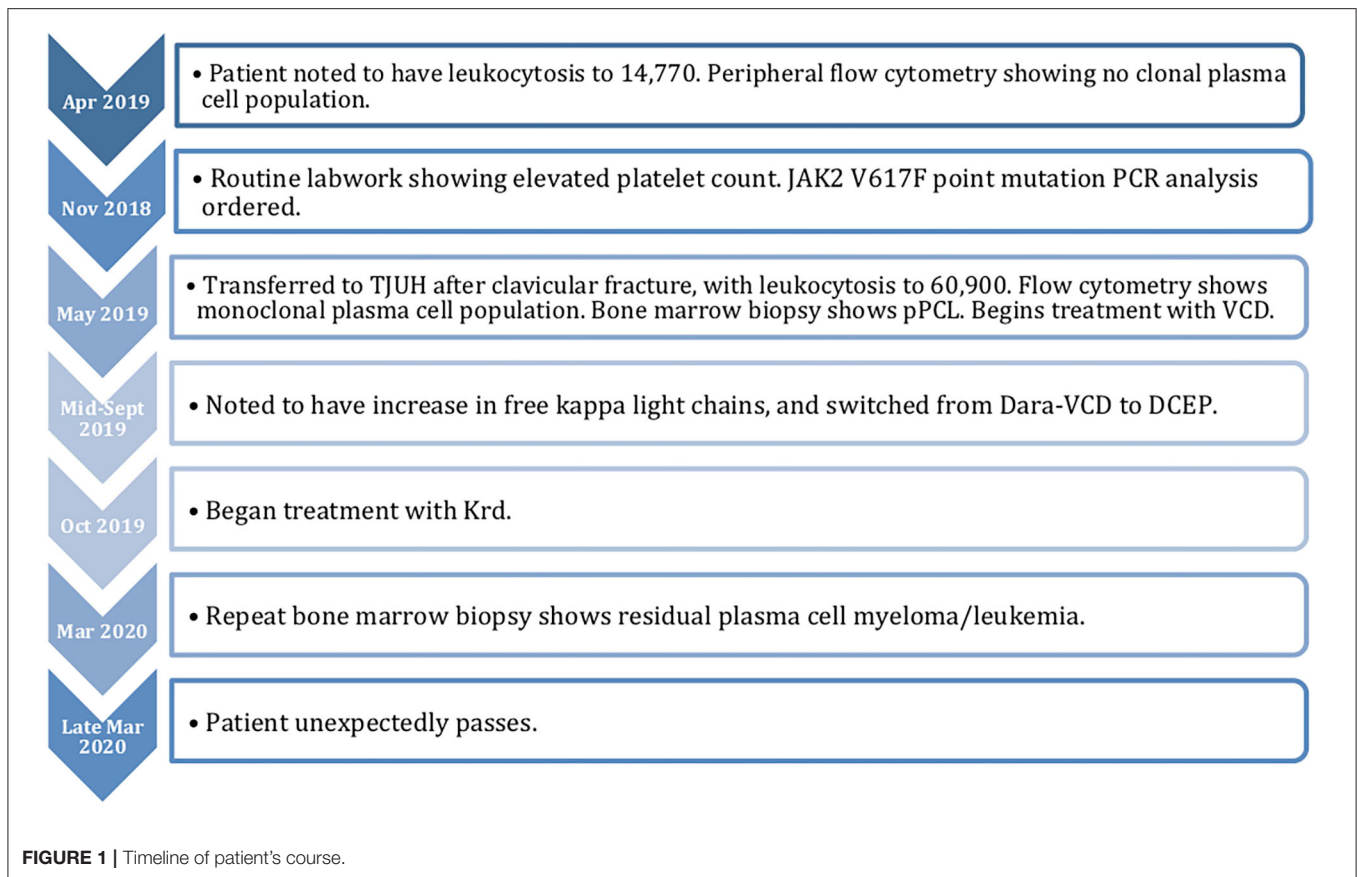 Apr 2019
• Patient noted to have leukocytosis to 14,770. Peripheral flow cytometry showing no clonal plasma
cell population.
Nov 2018
• Routine labwork showing elevated platelet count. JAK2 V617F point mutation PCR analysis
ordered.
May 2019
• Transferred to TJUH after clavicular fracture, with leukocytosis to 60,900. Flow cytometry shows
monoclonal plasma cell population. Bone marrow biopsy shows pPCL. Begins treatment with VCD.
Mid-Sept
2019
• Noted to have increase in free kappa light chains, and switched from Dara-VCD to DCEP.
Oct 2019
• Began treatment with Krd.
Mar 2020
• Repeat bone marrow biopsy shows residual plasma cell myeloma/leukemia.
Late Mar
2020
• Patient unexpectedly passes.
FIGURE 1 | Timeline of patient's course.